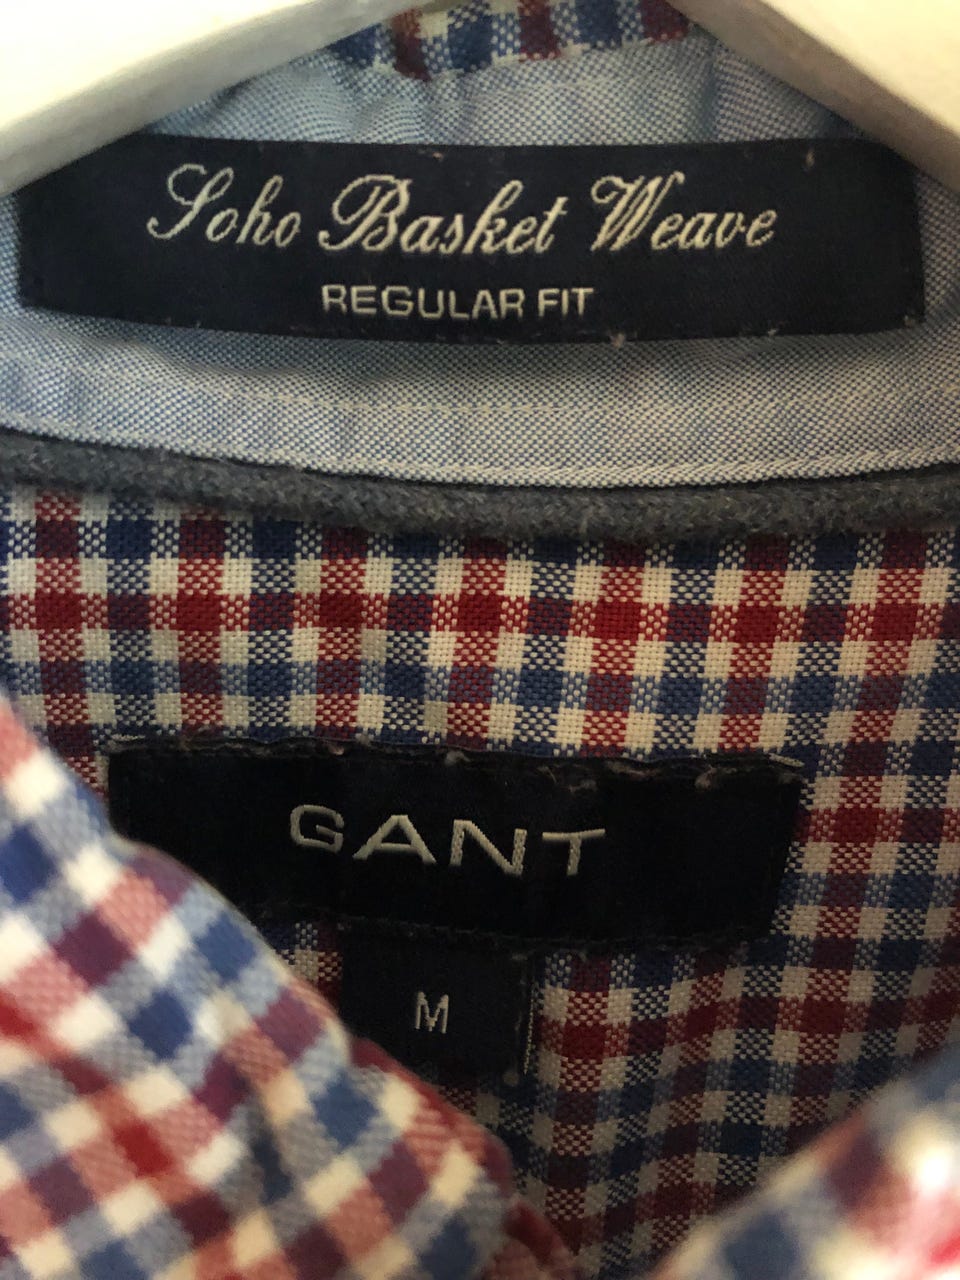 Soho Basket Weave
REGULAR FIT
GANT
M